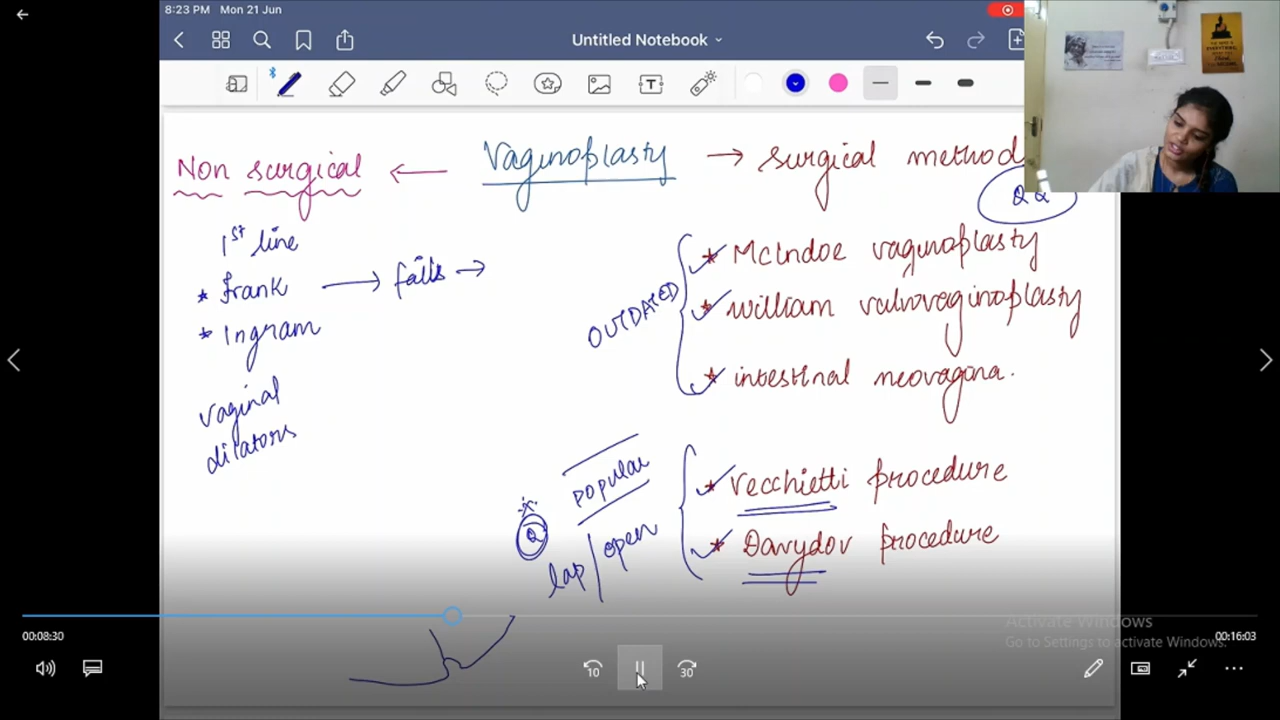 8:23 PM Mon 21 Jun
Untitled Notebook
Non surgical ← Vaginoplasty → surgical method
1st line
* Frank → fails →
* Ingram
vaginal
dilators
QQ
OUTDATED
* McIndoe vaginoplasty
* William vulvovaginoplasty
* intestinal neovagina.
popular
Q
lap/open
* Vecchietti procedure
* Davydov procedure
Activate Windows
Go to Settings to activate Windows.
00:08:30
00:16:03
10
30